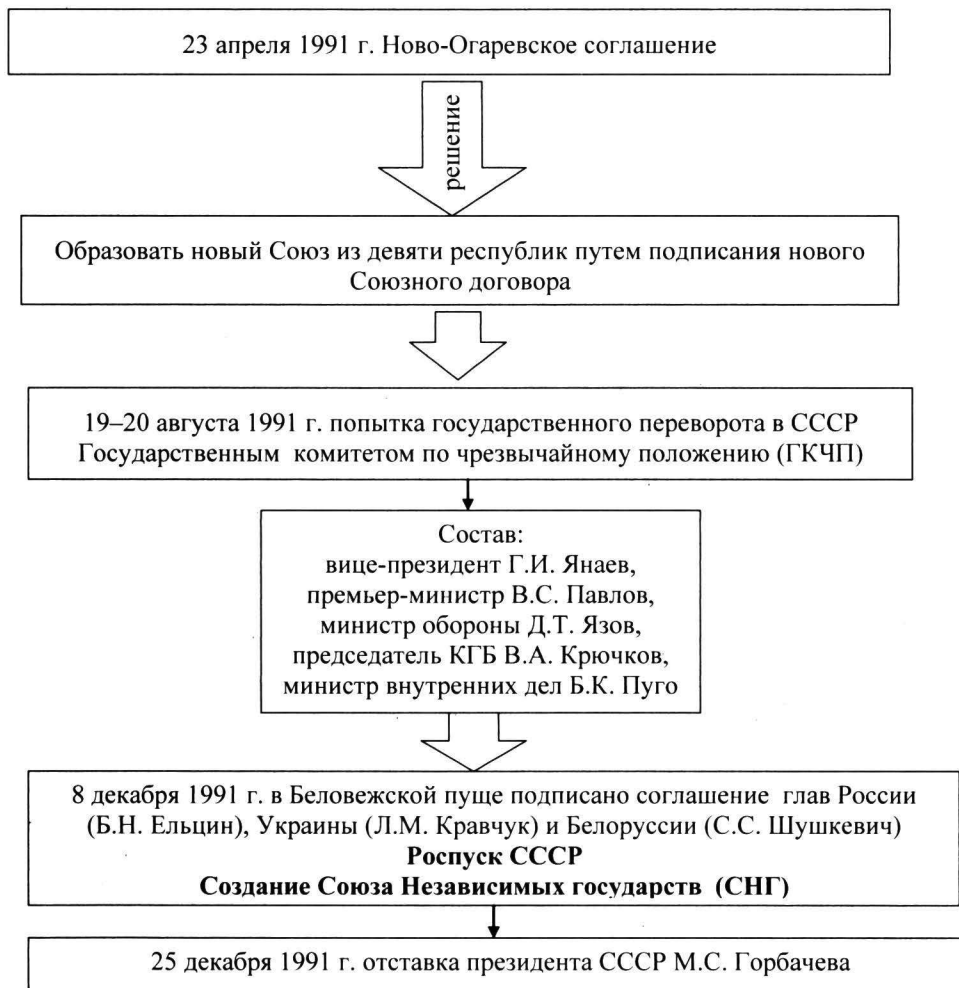 23 апреля 1991 г. Ново-Огаревское соглашение
решение
Образовать новый Союз из девяти республик путем подписания нового
Союзного договора
19–20 августа 1991 г. попытка государственного переворота в СССР
Государственным комитетом по чрезвычайному положению (ГКЧП)
Состав:
вице-президент Г.И. Янаев,
премьер-министр В.С. Павлов,
министр обороны Д.Т. Язов,
председатель КГБ В.А. Крючков,
министр внутренних дел Б.К. Пуго
8 декабря 1991 г. в Беловежской пуще подписано соглашение глав России
(Б.Н. Ельцин), Украины (Л.М. Кравчук) и Белоруссии (С.С. Шушкевич)
Роспуск СССР
Создание Союза Независимых государств (СНГ)
25 декабря 1991 г. отставка президента СССР М.С. Горбачева